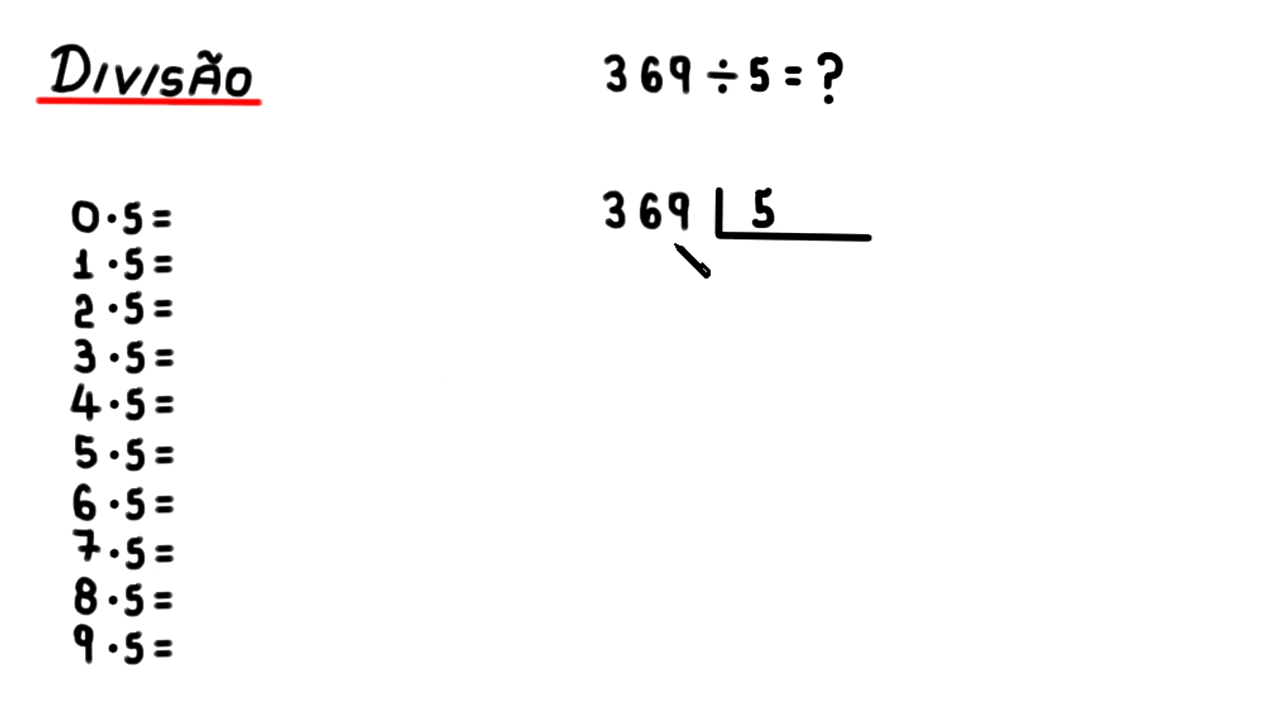 Divisão
369 ÷ 5 = ?
369 5
0 · 5 =
1 · 5 =
2 · 5 =
3 · 5 =
4 · 5 =
5 · 5 =
6 · 5 =
7 · 5 =
8 · 5 =
9 · 5 =